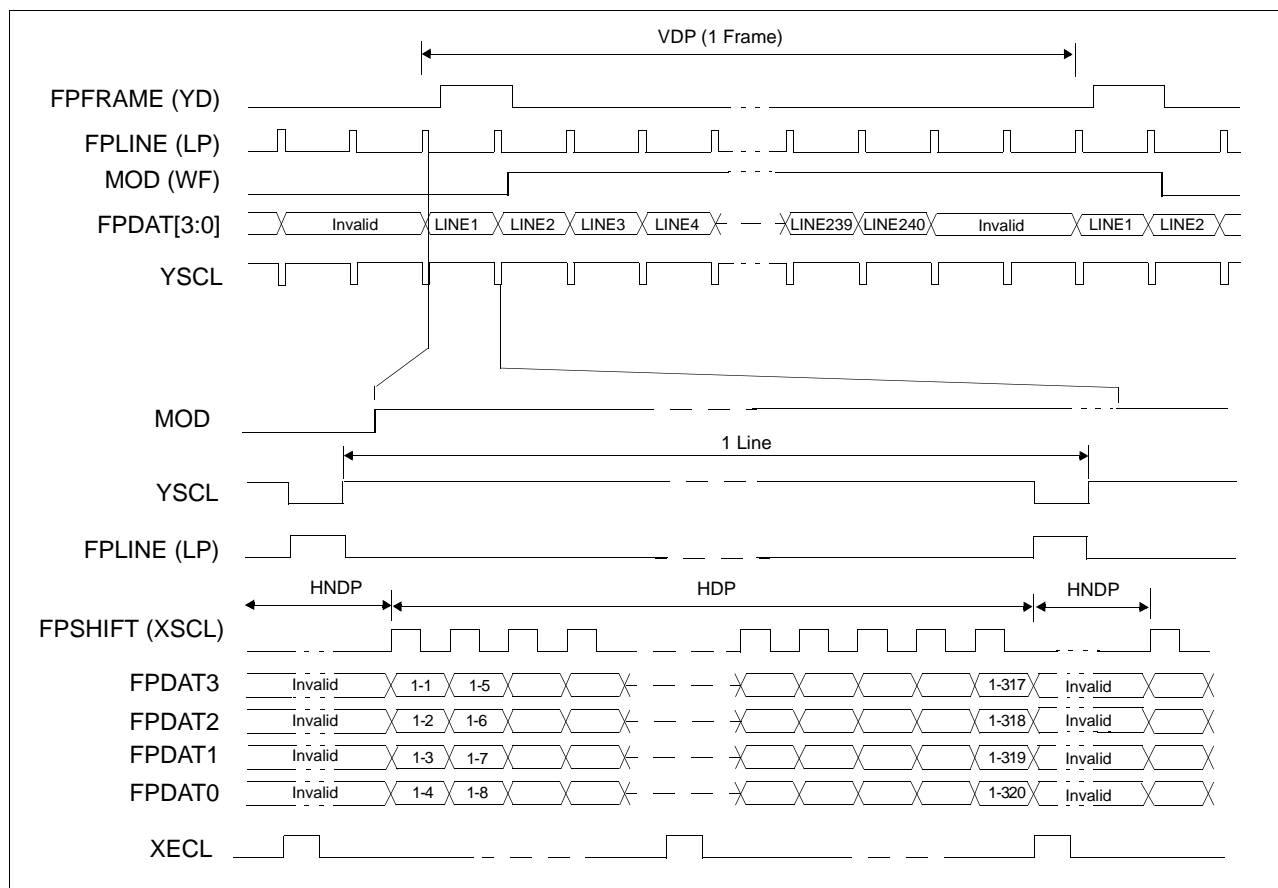 VDP (1 Frame)
FPFRAME (YD)
FPLINE (LP)
MOD (WF)
FPDAT[3:0] Invalid LINE1 LINE2 LINE3 LINE4 LINE239 LINE240 Invalid LINE1 LINE2
YSCL
MOD
1 Line
YSCL
FPLINE (LP)
HNDP HDP HNDP
FPSHIFT (XSCL)
FPDAT3 Invalid 1-1 1-5 1-317 Invalid
FPDAT2 Invalid 1-2 1-6 1-318 Invalid
FPDAT1 Invalid 1-3 1-7 1-319 Invalid
FPDAT0 Invalid 1-4 1-8 1-320 Invalid
XECL